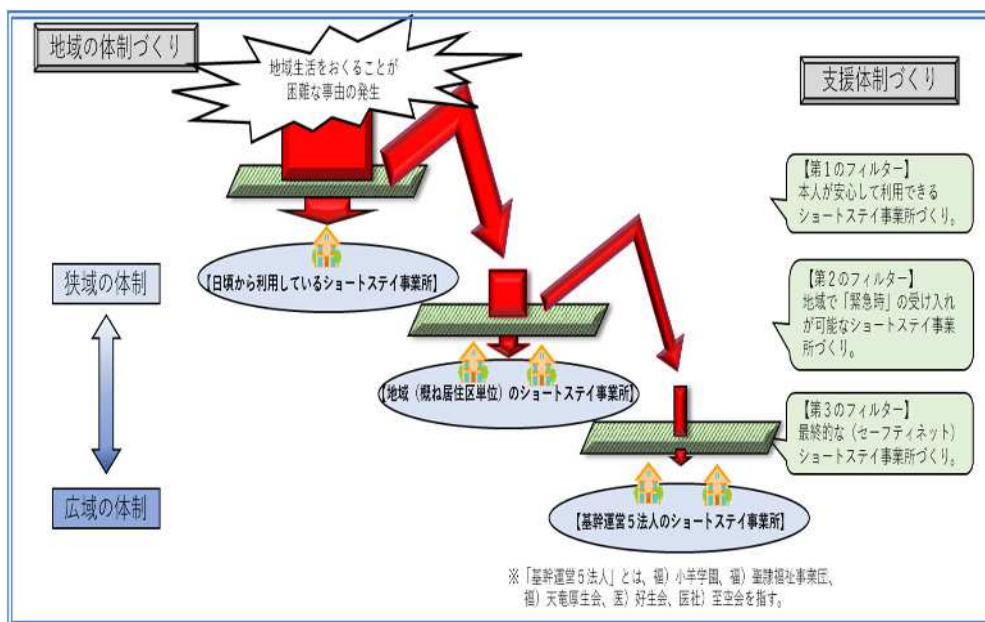 地域の体制づくり
地域生活をおくることが
困難な事由の発生
支援体制づくり
【第１のフィルター】
本人が安心して利用できる
ショートステイ事業所づくり。
【日頃から利用しているショートステイ事業所】
狭域の体制
【第２のフィルター】
地域で「緊急時」の受け入れ
が可能なショートステイ事業
所づくり。
【地域（概ね居住区単位）のショートステイ事業所】
【第３のフィルター】
最終的な（セーフティネット）
ショートステイ事業所づくり。
広域の体制
【基幹運営５法人のショートステイ事業所】
※「基幹運営５法人」とは、福）小羊学園、福）聖隷福祉事業団、
福）天竜厚生会、医）好生会、医社）至空会を指す。